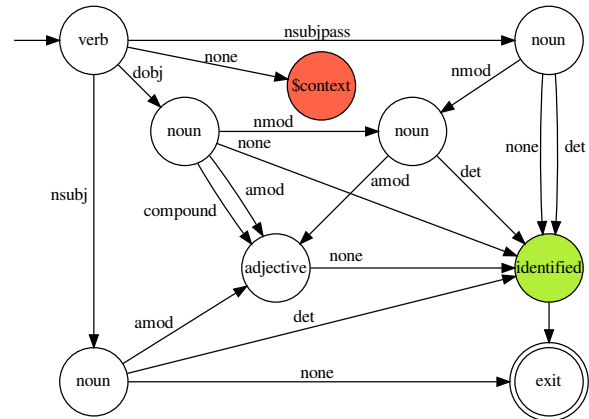 nsubjpass
verb
noun
none
dobj
$context
nmod
noun
nmod
noun
none
none
det
amod
amod
det
nsubj
compound
adjective
none
identified
amod
det
noun
none
exit